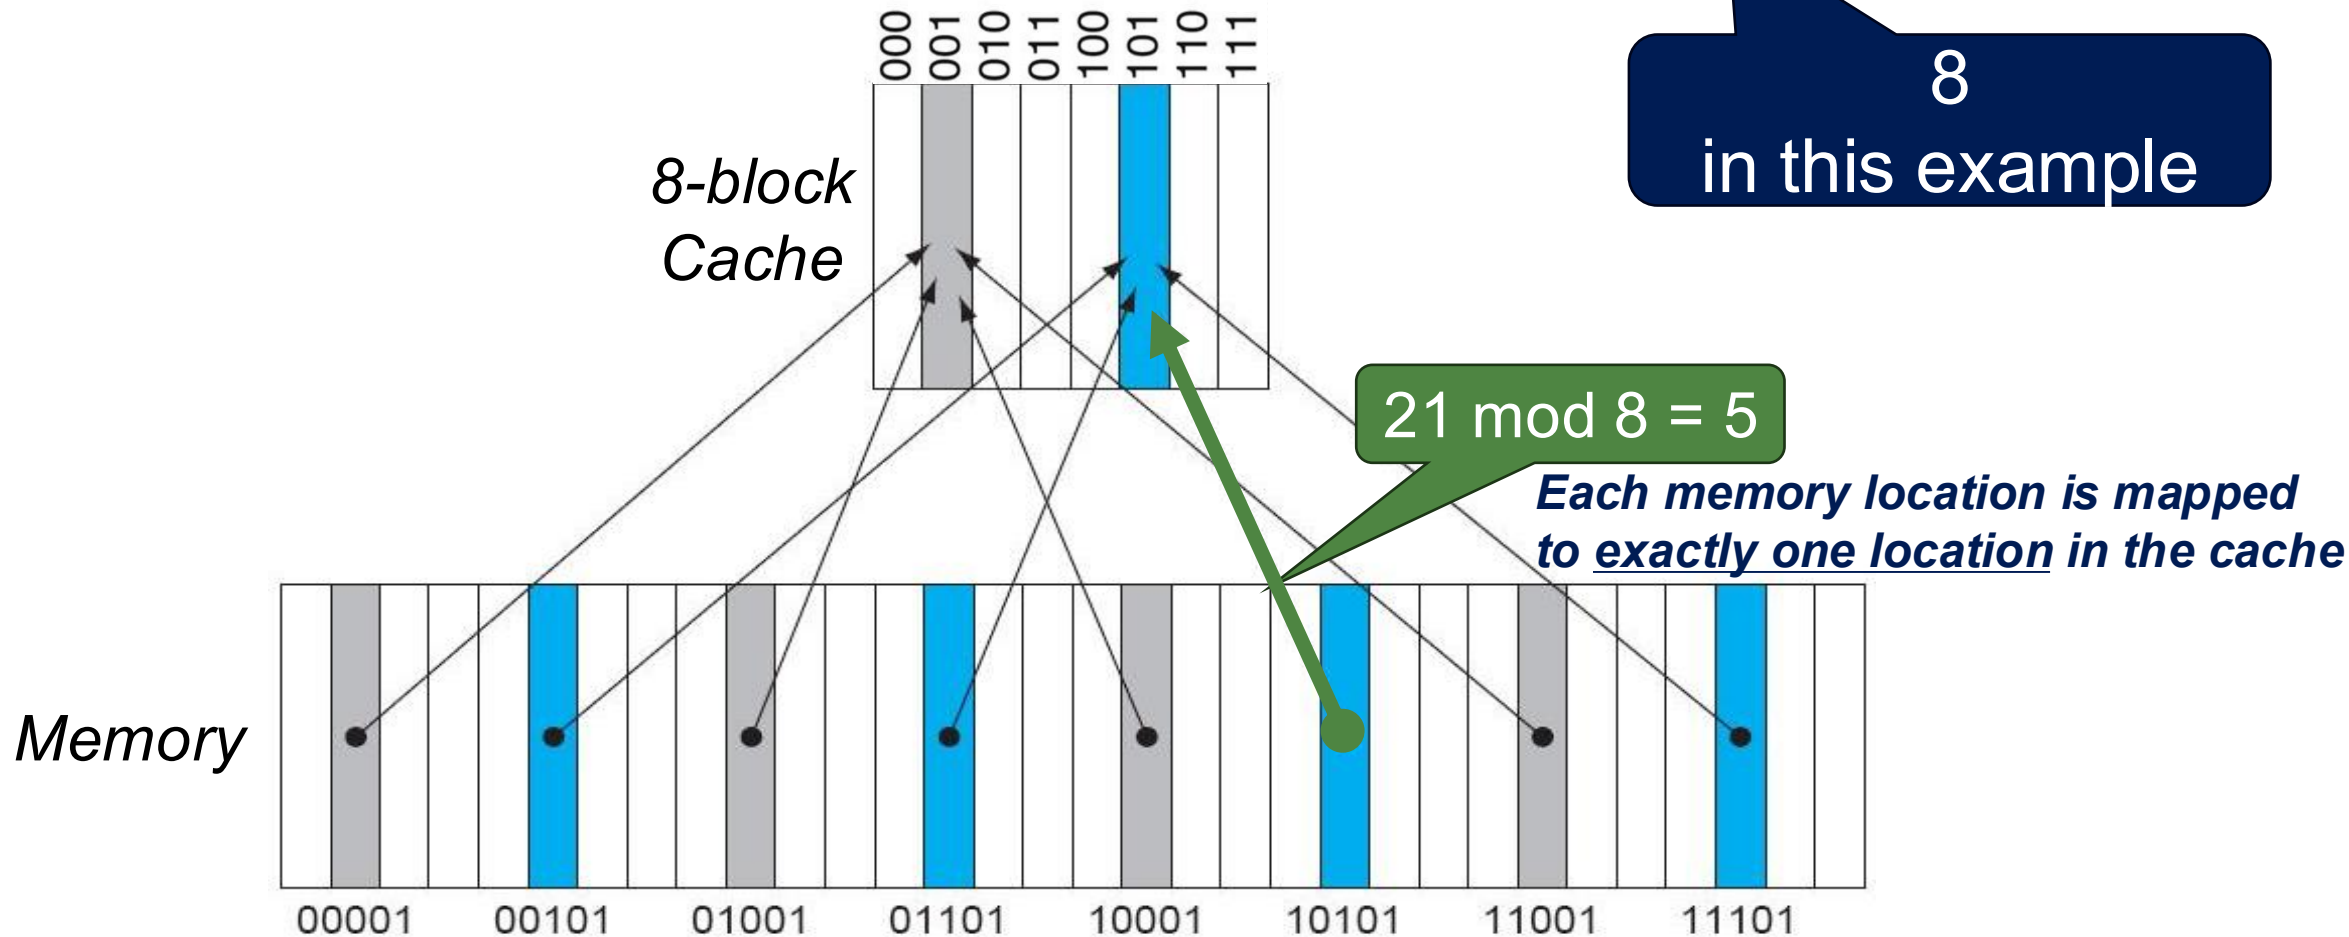 000
001
010
011
100
101
110
111
8
in this example
8-block
Cache
21 mod 8 = 5
Each memory location is mapped
to exactly one location in the cache
Memory
00001 00101 01001 01101 10001 10101 11001 11101